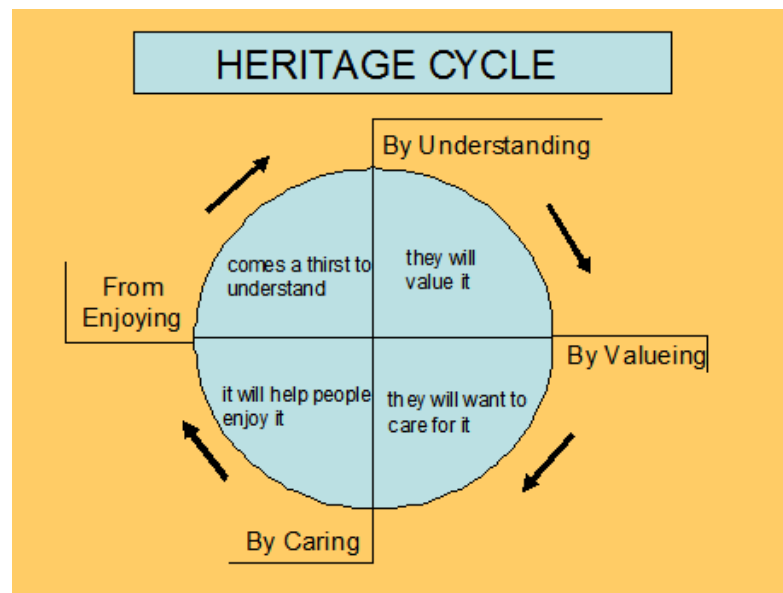 HERITAGE CYCLE
By Understanding
they will
value it
By Valueing
they will want to
care for it
By Caring
it will help people
enjoy it
From
Enjoying
comes a thirst to
understand